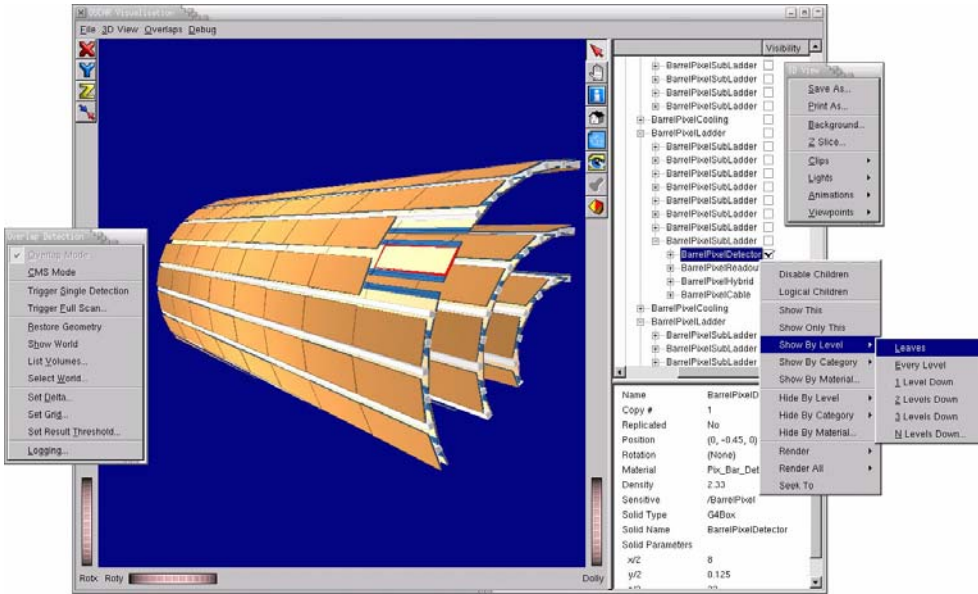 OSCAR Visualisation
File 3D View Overlaps Debug
Visibility
BarrelPixelSubLadder
BarrelPixelSubLadder
BarrelPixelSubLadder
BarrelPixelSubLadder
BarrelPixelCooling
BarrelPixelLadder
BarrelPixelSubLadder
BarrelPixelSubLadder
BarrelPixelSubLadder
BarrelPixelSubLadder
BarrelPixelSubLadder
BarrelPixelSubLadder
BarrelPixelSubLadder
BarrelPixelSubLadder
BarrelPixelDetector
BarrelPixelReadou
BarrelPixelHybrid
BarrelPixelCable
BarrelPixelCooling
BarrelPixelLadder
BarrelPixelSubLadder
BarrelPixelSubLadder
BarrelPixelSubLadder
3D View
Save As...
Print As...
Background...
Z Slice...
Clips
Lights
Animations
Viewpoints
Overlap Detection
Overlap Mode
CMS Mode
Trigger Single Detection
Trigger Full Scan...
Restore Geometry
Show World
List Volumes...
Select World...
Set Delta...
Set Grid...
Set Result Threshold...
Logging...
Disable Children
Logical Children
Show This
Show Only This
Show By Level
Show By Category
Show By Material...
Hide By Level
Hide By Category
Hide By Material...
Render
Render All
Seek To
Leaves
Every Level
1 Level Down
2 Levels Down
3 Levels Down
N Levels Down...
Name BarrelPixelD
Copy # 1
Replicated No
Position (0, -0.45, 0)
Rotation (None)
Material Pix_Bar_Det
Density 2.33
Sensitive /BarrelPixel
Solid Type G4Box
Solid Name BarrelPixelDetector
Solid Parameters
x/2 8
y/2 0.125
Rotx Roty Dolly